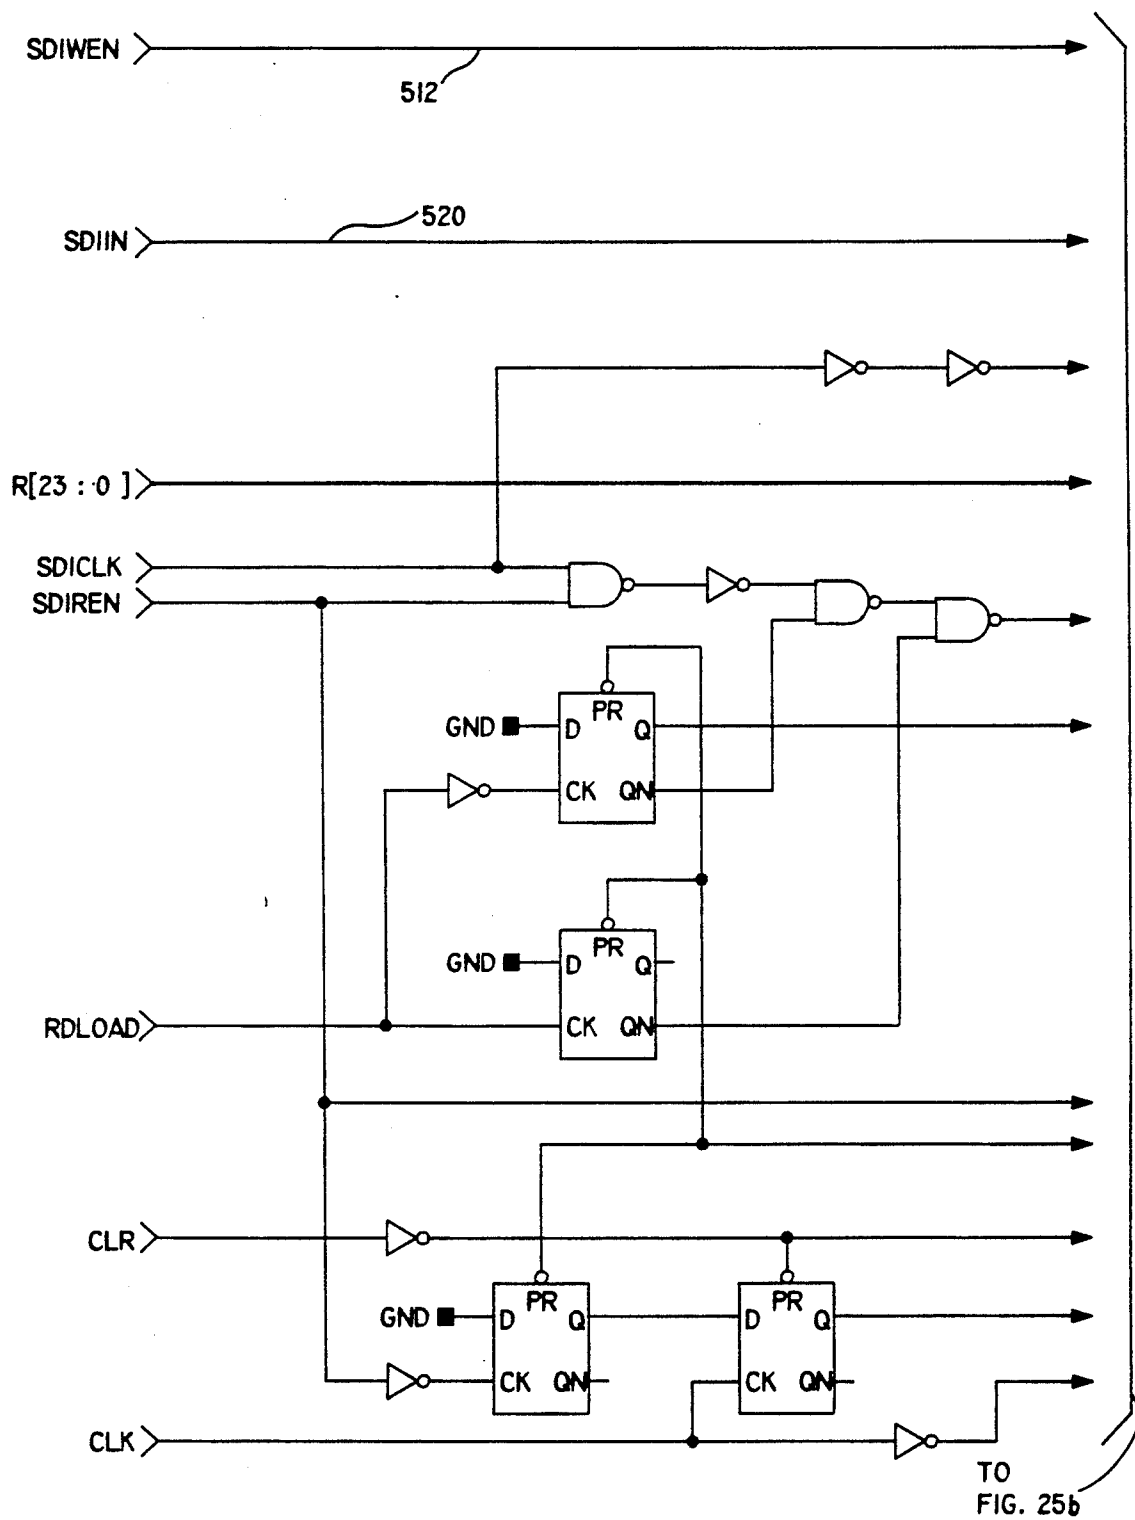 SDIWEN
512
SDIIN
520
R[23 : 0 ]
SDICLK
SDIREN
PR
GND
D
Q
CK
QN
PR
GND
D
Q
RDLOAD
CK
QN
CLR
PR
PR
GND
D
Q
D
Q
CK
QN
CK
QN
CLK
TO
FIG. 25b